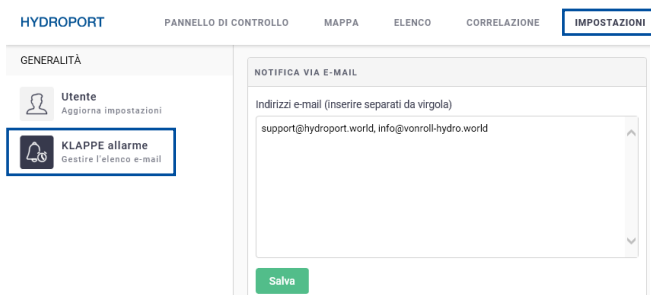 HYDROPORT
PANNELLO DI CONTROLLO MAPPA ELENCO CORRELAZIONE IMPOSTAZIONI
GENERALITÀ
Utente
Aggiorna impostazioni
KLAPPE allarme
Gestire l'elenco e-mail
NOTIFICA VIA E-MAIL
Indirizzi e-mail (inserire separati da virgola)
support@hydroport.world, info@vonroll-hydro.world
Salva